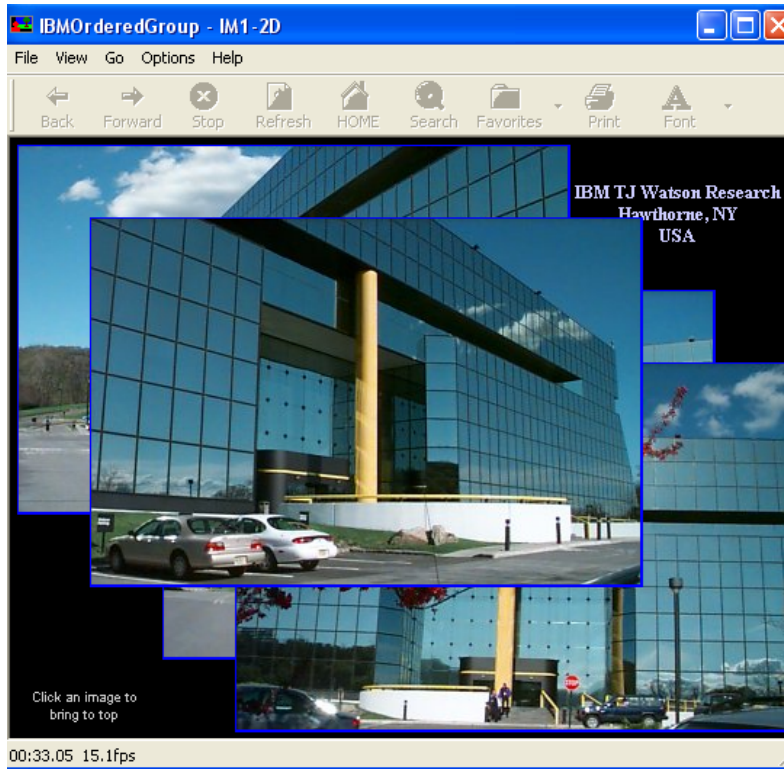 IBMOrderedGroup - IM1-2D
File View Go Options Help
Back Forward Stop Refresh HOME Search Favorites Print Font
IBM TJ Watson Research
Hawthorne, NY
USA
STOP
Click an image to
bring to top
00:33.05 15.1fps